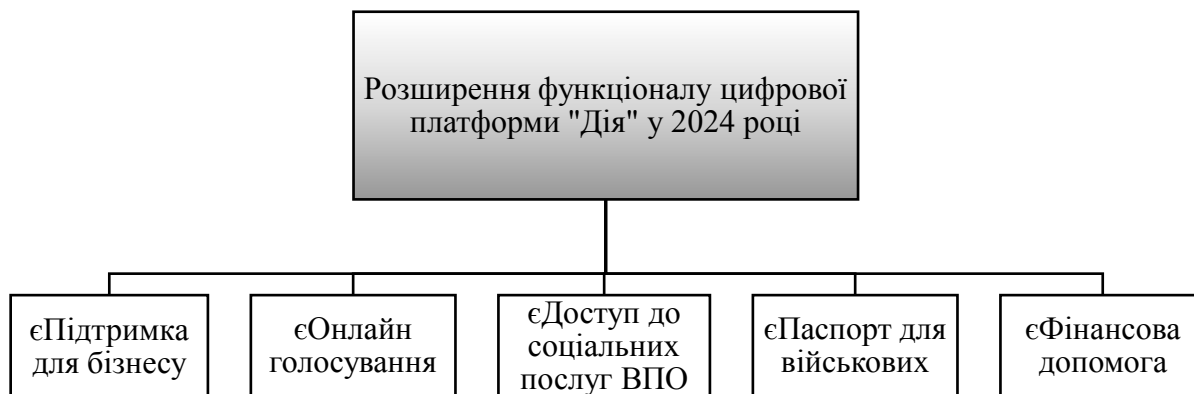 Розширення функціоналу цифрової
платформи "Дія" у 2024 році
єПідтримка
для бізнесу
єОнлайн
голосування
єДоступ до
соціальних
послуг ВПО
єПаспорт для
військових
єФінансова
допомога